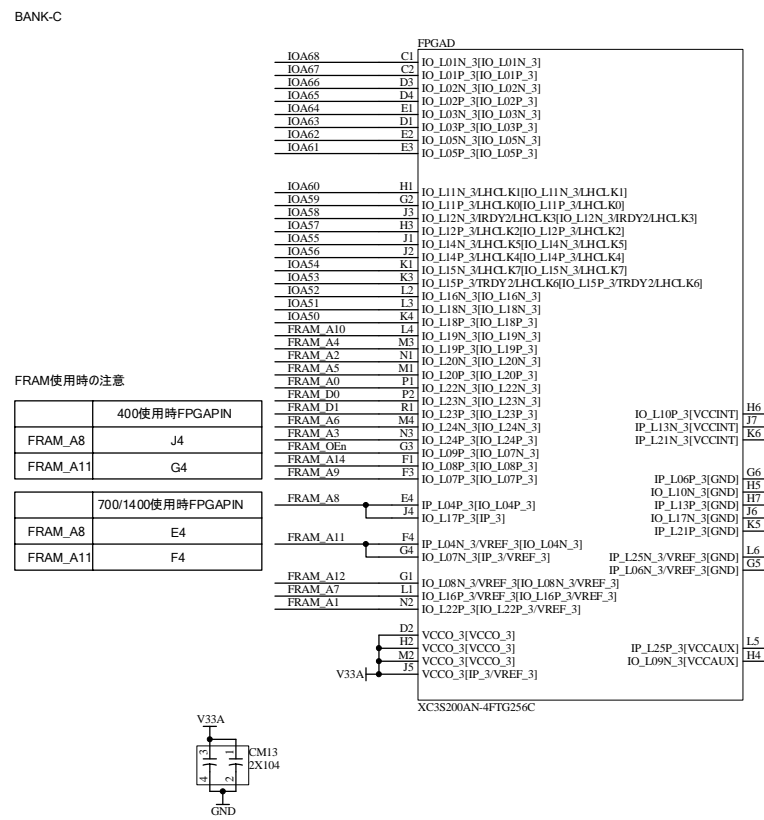 BANK-C
FPGAD
IOA68 C1 IO_L01N_3[IO_L01N_3]
IOA67 C2 IO_L01P_3[IO_L01P_3]
IOA66 D3 IO_L02N_3[IO_L02N_3]
IOA65 D4 IO_L02P_3[IO_L02P_3]
IOA64 E1 IO_L03N_3[IO_L03N_3]
IOA63 D1 IO_L03P_3[IO_L03P_3]
IOA62 E2 IO_L05N_3[IO_L05N_3]
IOA61 E3 IO_L05P_3[IO_L05P_3]
IOA60 H1 IO_L11N_3/LHCLK1[IO_L11N_3/LHCLK1]
IOA59 G2 IO_L11P_3/LHCLK0[IO_L11P_3/LHCLK0]
IOA58 J3 IO_L12N_3/IRDY2/LHCLK3[IO_L12N_3/IRDY2/LHCLK3]
IOA57 H3 IO_L12P_3/LHCLK2[IO_L12P_3/LHCLK2]
IOA55 J1 IO_L14N_3/LHCLK5[IO_L14N_3/LHCLK5]
IOA56 J2 IO_L14P_3/LHCLK4[IO_L14P_3/LHCLK4]
IOA54 K1 IO_L15N_3/LHCLK7[IO_L15N_3/LHCLK7]
IOA53 K3 IO_L15P_3/TRDY2/LHCLK6[IO_L15P_3/TRDY2/LHCLK6]
IOA52 L2 IO_L16N_3[IO_L16N_3]
IOA51 L3 IO_L18N_3[IO_L18N_3]
IOA50 K4 IO_L18P_3[IO_L18P_3]
FRAM_A10 L4 IO_L19N_3[IO_L19N_3]
FRAM_A4 M3 IO_L19P_3[IO_L19P_3]
FRAM_A2 N1 IO_L20N_3[IO_L20N_3]
FRAM_A5 M1 IO_L20P_3[IO_L20P_3]
FRAM_A0 P1 IO_L22N_3[IO_L22N_3]
FRAM_D0 P2 IO_L23N_3[IO_L23N_3]
FRAM_D1 R1 IO_L23P_3[IO_L23P_3]
FRAM_A6 M4 IO_L24N_3[IO_L24N_3]
FRAM_A3 N3 IO_L24P_3[IO_L24P_3]
FRAM_OEn G3 IO_L09P_3[IO_L07N_3]
FRAM_A14 F1 IO_L08P_3[IO_L08P_3]
FRAM_A9 F3 IO_L07P_3[IO_L07P_3]
FRAM_A8 E4 IP_L04P_3[IO_L04P_3]
J4 IO_L17P_3[IP_3]
FRAM_A11 F4 IP_L04N_3/VREF_3[IO_L04N_3]
G4 IO_L07N_3[IP_3/VREF_3]
FRAM_A12 G1 IO_L08N_3/VREF_3[IO_L08N_3/VREF_3]
FRAM_A7 L1 IO_L16P_3/VREF_3[IO_L16P_3/VREF_3]
FRAM_A1 N2 IO_L22P_3[IO_L22P_3/VREF_3]
D2 VCCO_3[VCCO_3]
H2 VCCO_3[VCCO_3]
M2 VCCO_3[VCCO_3]
V33A J5 VCCO_3[IP_3/VREF_3]
IO_L10P_3[VCCINT] H6
IP_L13N_3[VCCINT] J7
IP_L21N_3[VCCINT] K6
IP_L06P_3[GND] G6
IO_L10N_3[GND] H5
IP_L13P_3[GND] H7
IO_L17N_3[GND] J6
IP_L21P_3[GND] K5
IP_L25N_3/VREF_3[GND] L6
IP_L06N_3/VREF_3[GND] G5
IP_L25P_3[VCCAUX] L5
IO_L09N_3[VCCAUX] H4
XC3S200AN-4FTG256C
FRAM使用時の注意
400使用時FPGAPIN
FRAM_A8 J4
FRAM_A11 G4
700/1400使用時FPGAPIN
FRAM_A8 E4
FRAM_A11 F4
V33A
3 1 CM13
4 2 2X104
GND